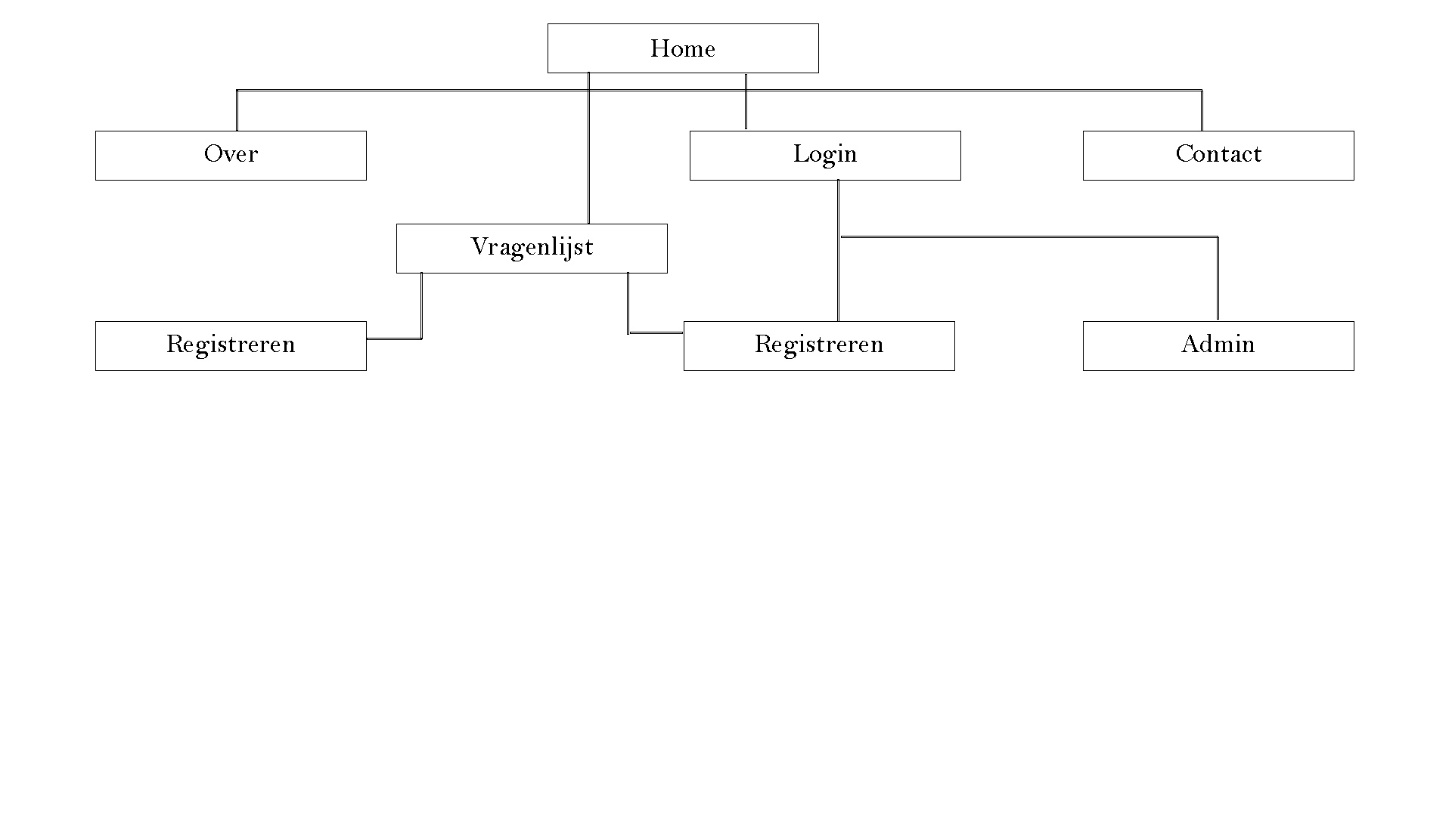 Home
Over
Login
Contact
Vragenlijst
Registreren
Registreren
Admin